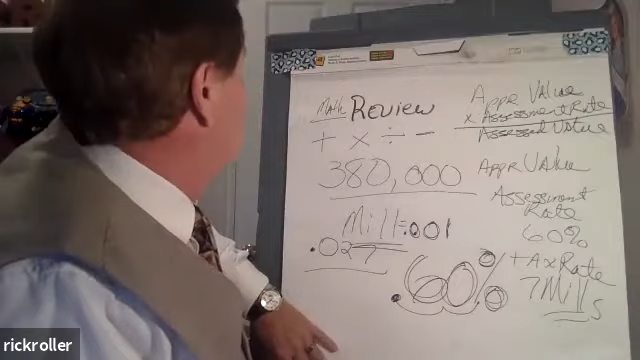 Math Review
+ × ÷ −
380,000
Mill=.001
.027
.60%
Appr Value
x Assessment Rate
Assessed Value
Appr Value
Assessment
Rate
60%
Tax Rate
7 Mills
rickroller